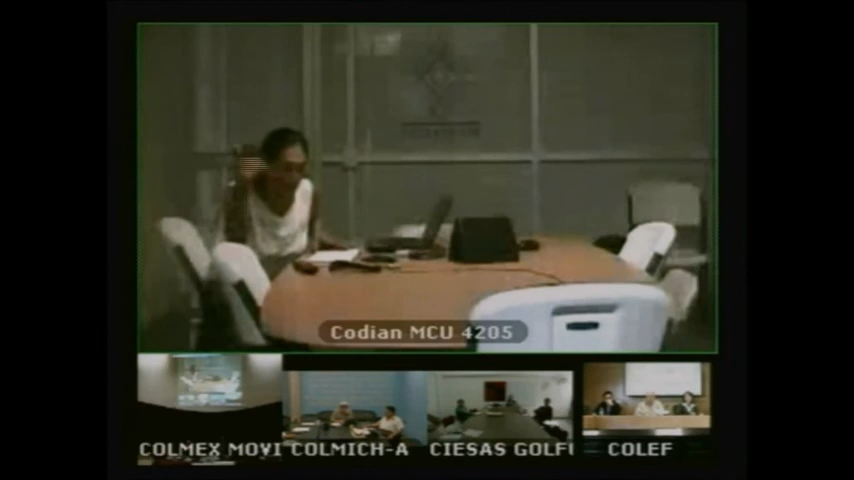 Codian MCU 4205
COLMEX MOVI COLMICH-A CIESAS GOLF COLEF